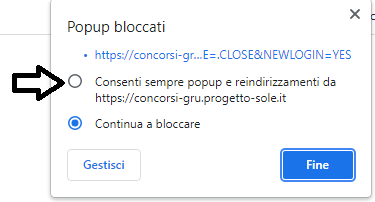 Popup bloccati
• https://concorsi-gr...E=.CLOSE&NEWLOGIN=YES
Consenti sempre popup e reindirizzamenti da
https://concorsi-gru.progetto-sole.it
Continua a bloccare
Gestisci
Fine